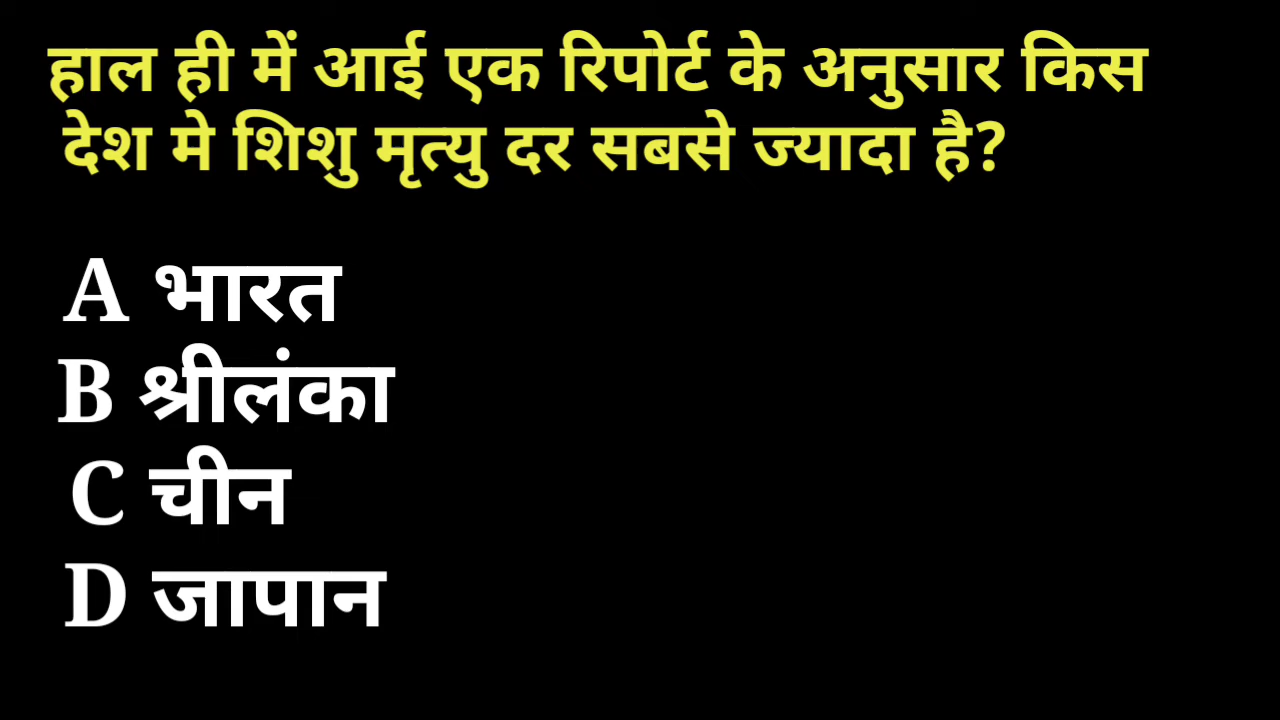 हाल ही में आई एक रिपोर्ट के अनुसार किस
देश मे शिशु मृत्यु दर सबसे ज्यादा है?
A भारत
B श्रीलंका
C चीन
D जापान